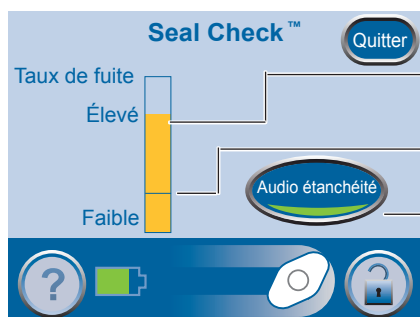 Seal Check™
Quitter
Taux de fuite
Élevé
Audio étanchéité
Faible
?